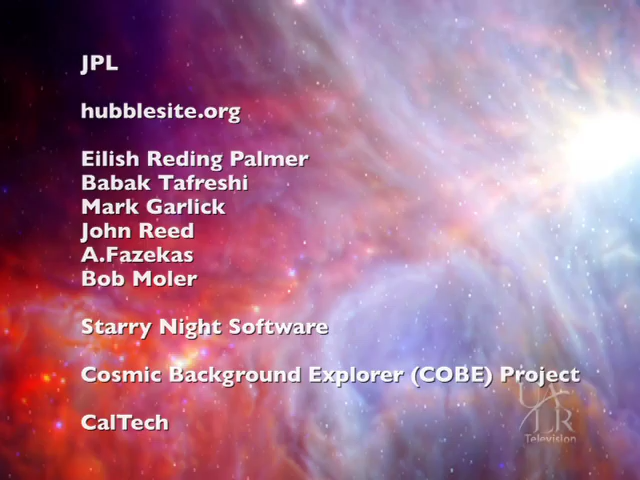 JPL
hubblesite.org
Eilish Reding Palmer
Babak Tafreshi
Mark Garlick
John Reed
A.Fazekas
Bob Moler
Starry Night Software
Cosmic Background Explorer (COBE) Project
CalTech
UALR
Television